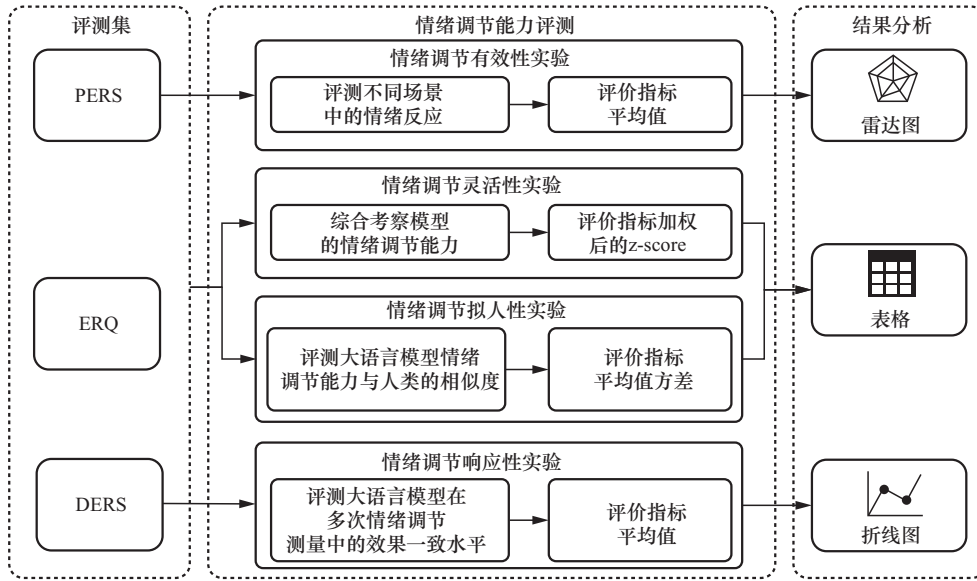 评测集
PERS
ERQ
DERS
情绪调节能力评测
情绪调节有效性实验
评测不同场景
中的情绪反应
评价指标
平均值
情绪调节灵活性实验
综合考察模型
的情绪调节能力
评价指标加权
后的z-score
情绪调节拟人性实验
评测大语言模型情绪
调节能力与人类的相似度
评价指标
平均值方差
情绪调节响应性实验
评测大语言模型在
多次情绪调节
测量中的效果一致水平
评价指标
平均值
结果分析
雷达图
表格
折线图